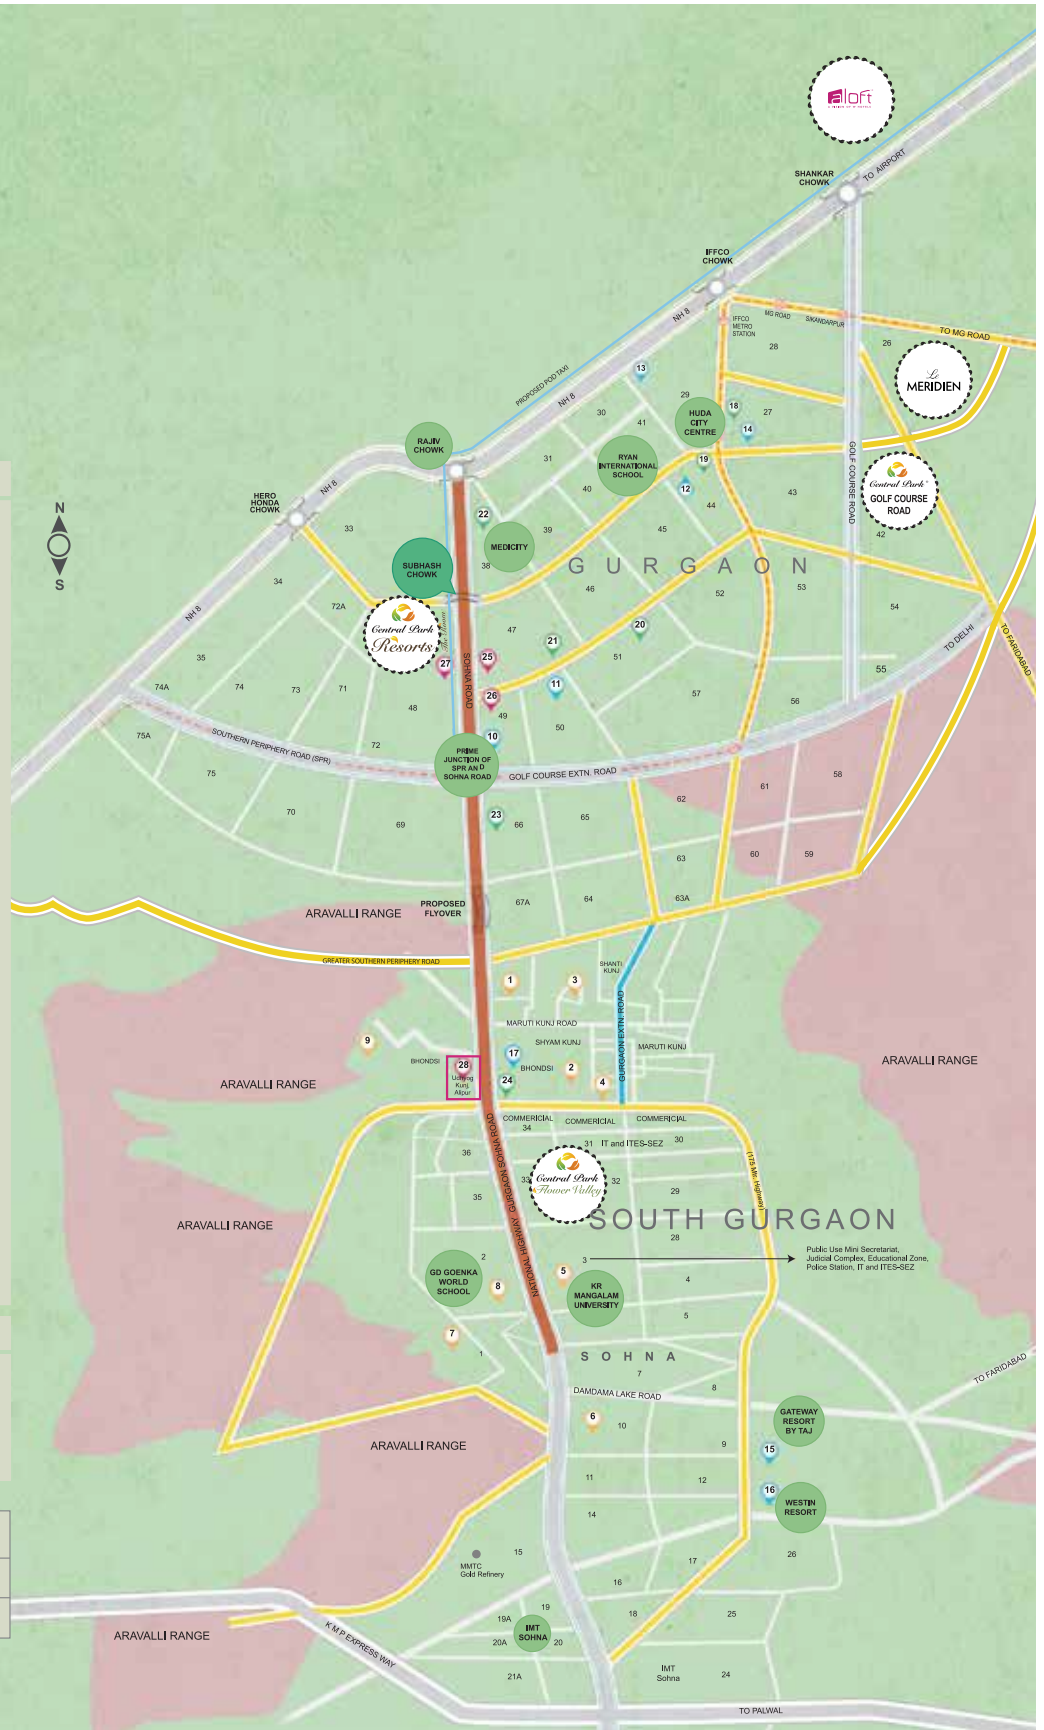 aloft
SHANKAR
CHOWK
TO AIRPORT
IFFCO
CHOWK
NH 8
IFFCO
METRO
STATION
MG ROAD
SIKANDARPUR
TO MG ROAD
28
26
Le
MERIDIEN
PROPOSED POD TAXI
13
NH 8
29
30
41
18
27
14
HUDA
CITY
CENTRE
RAJIV
CHOWK
31
RYAN
INTERNATIONAL
SCHOOL
19
GOLF COURSE ROAD
Central Park
GOLF COURSE
ROAD
NH 8
HERO
HONDA
CHOWK
40
12
44
43
N
S
33
22
39
45
42
MEDICITY
38
SUBHASH
CHOWK
GURGAON
34
72A
46
52
53
54
NH 8
Central Park
Resorts
The Room
47
20
21
51
TO DELHI
TO FARIDABAD
35
27
25
SOHNA ROAD
55
74A
74
73
71
48
26
11
57
56
49
50
75A
SOUTHERN PERIPHERY ROAD (SPR)
72
10
PRIME
JUNCTION OF
SPR AND
SOHNA ROAD
GOLF COURSE EXTN. ROAD
75
58
61
62
70
69
23
66
65
63
60
59
67A
64
63A
ARAVALLI RANGE
PROPOSED
FLYOVER
GREATER SOUTHERN PERIPHERY ROAD
SHANTI
KUNJ
1
3
GURGAON EXTN. ROAD
MARUTI KUNJ ROAD
9
SHYAM KUNJ
MARUTI KUNJ
17
BHONDSI
28
BHONDSI
2
ARAVALLI RANGE
Udyog
Kunj,
Alipur
24
4
ARAVALLI RANGE
COMMERICIAL
COMMERICIAL
COMMERICIAL
34
31
IT and ITES-SEZ
30
36
NATIONAL HIGHWAY GURGAON SOHNA ROAD
(175 Mtr. Highway)
33
Central Park
Flower Valley
32
35
29
ARAVALLI RANGE
SOUTH GURGAON
28
2
3
Public Use Mini Secretariat,
Judicial Complex, Educational Zone,
Police Station, IT and ITES-SEZ
GD GOENKA
WORLD
SCHOOL
8
5
KR
MANGALAM
UNIVERSITY
4
5
7
1
SOHNA
7
TO FARIDABAD
DAMDAMA LAKE ROAD
8
6
10
GATEWAY
RESORT
BY TAJ
ARAVALLI RANGE
9
15
11
12
16
WESTIN
RESORT
14
15
MMTC
Gold Refinery
17
26
16
19
19A
18
25
ARAVALLI RANGE
K M P EXPRESS WAY
IMT
SOHNA
20A
20
21A
IMT
Sohna
24
TO PALWAL